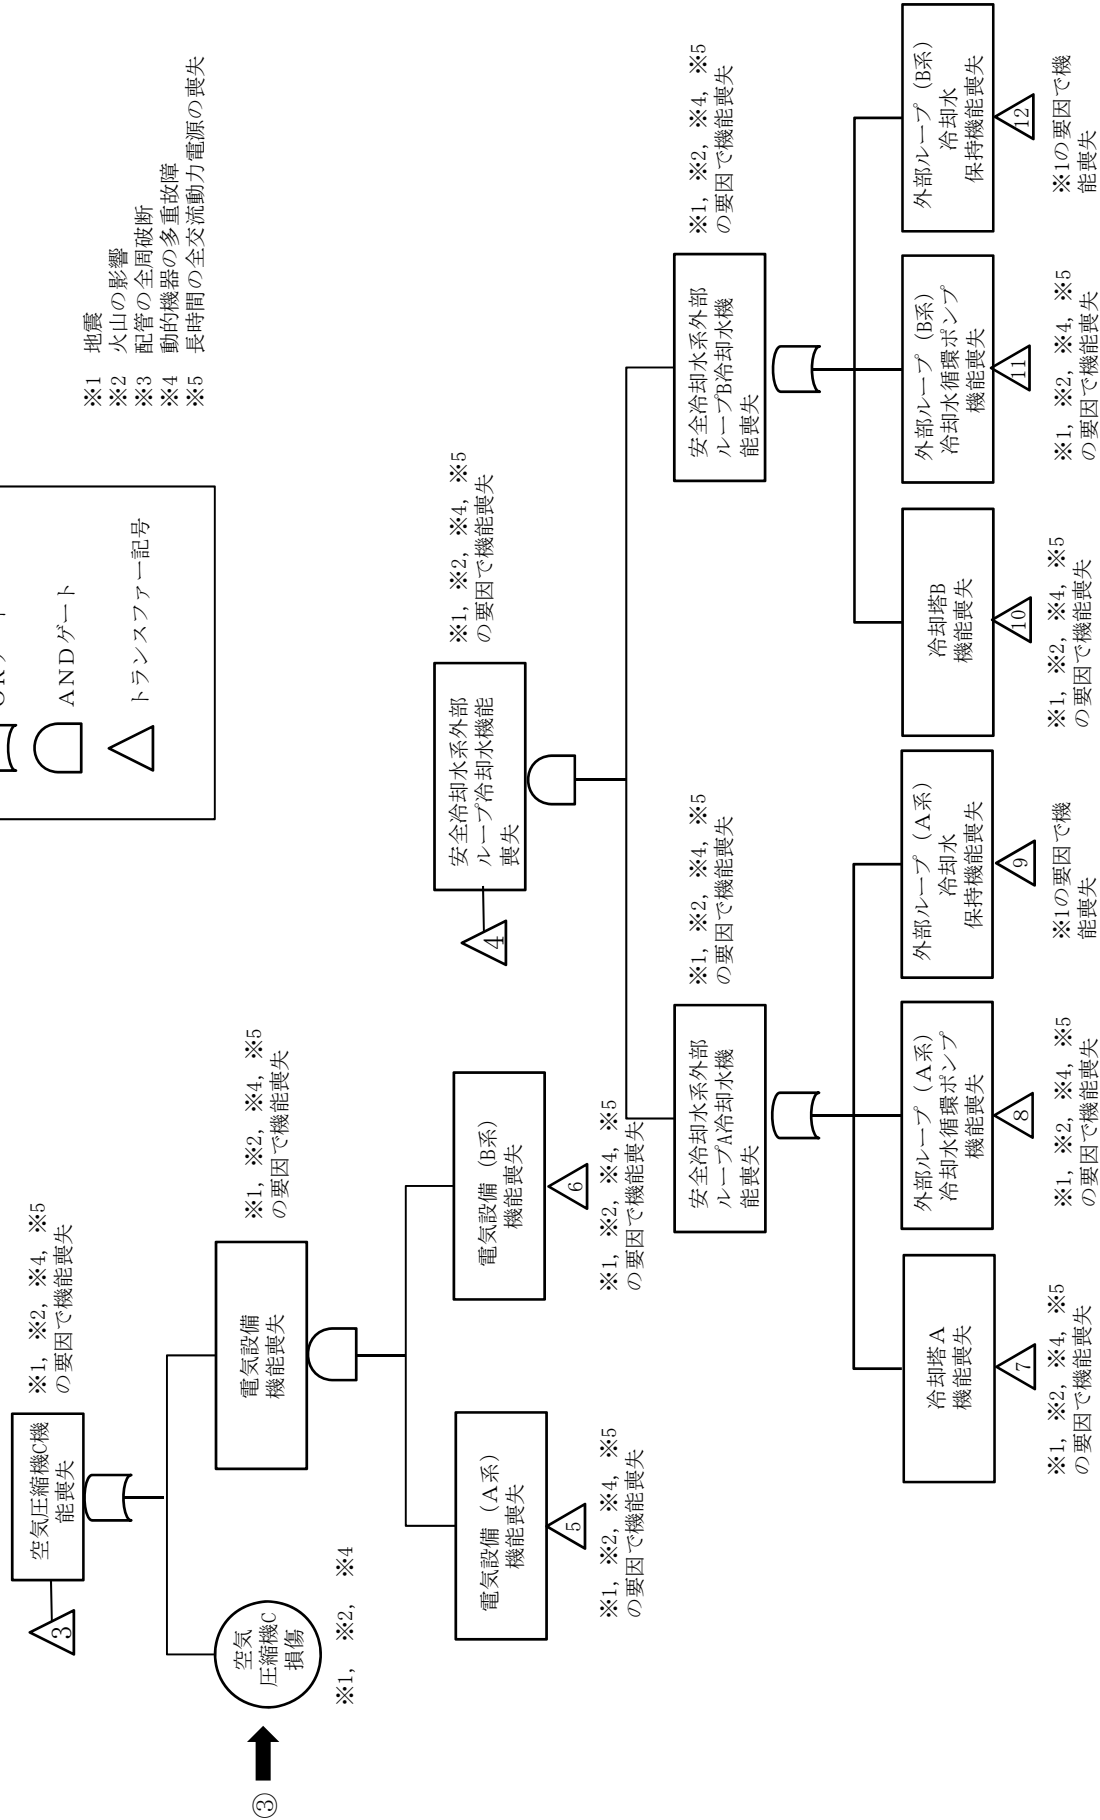 ANDゲート
トランスファー記号
※1 地震
※2 火山の影響
※3 配管の全周破断
※4 動的機器の多重故障
※5 長時間の全交流動力電源の喪失
3
空気圧縮機C機
能喪失
※1, ※2, ※4, ※5
の要因で機能喪失
③
空気
圧縮機C
損傷
※1, ※2, ※4
電気設備
機能喪失
※1, ※2, ※4, ※5
の要因で機能喪失
電気設備(A系)
機能喪失
5
※1, ※2, ※4, ※5
の要因で機能喪失
電気設備(B系)
機能喪失
6
※1, ※2, ※4, ※5
の要因で機能喪失
4
安全冷却水系外部
ループ冷却水機能
喪失
※1, ※2, ※4, ※5
の要因で機能喪失
安全冷却水系外部
ループA冷却水機
能喪失
※1, ※2, ※4, ※5
の要因で機能喪失
安全冷却水系外部
ループB冷却水機
能喪失
※1, ※2, ※4, ※5
の要因で機能喪失
冷却塔A
機能喪失
7
※1, ※2, ※4, ※5
の要因で機能喪失
外部ループ(A系)
冷却水循環ポンプ
機能喪失
8
※1, ※2, ※4, ※5
の要因で機能喪失
外部ループ(A系)
冷却水
保持機能喪失
9
※1の要因で機
能喪失
冷却塔B
機能喪失
10
※1, ※2, ※4, ※5
の要因で機能喪失
外部ループ(B系)
冷却水循環ポンプ
機能喪失
11
※1, ※2, ※4, ※5
の要因で機能喪失
外部ループ(B系)
冷却水
保持機能喪失
12
※1の要因で機
能喪失